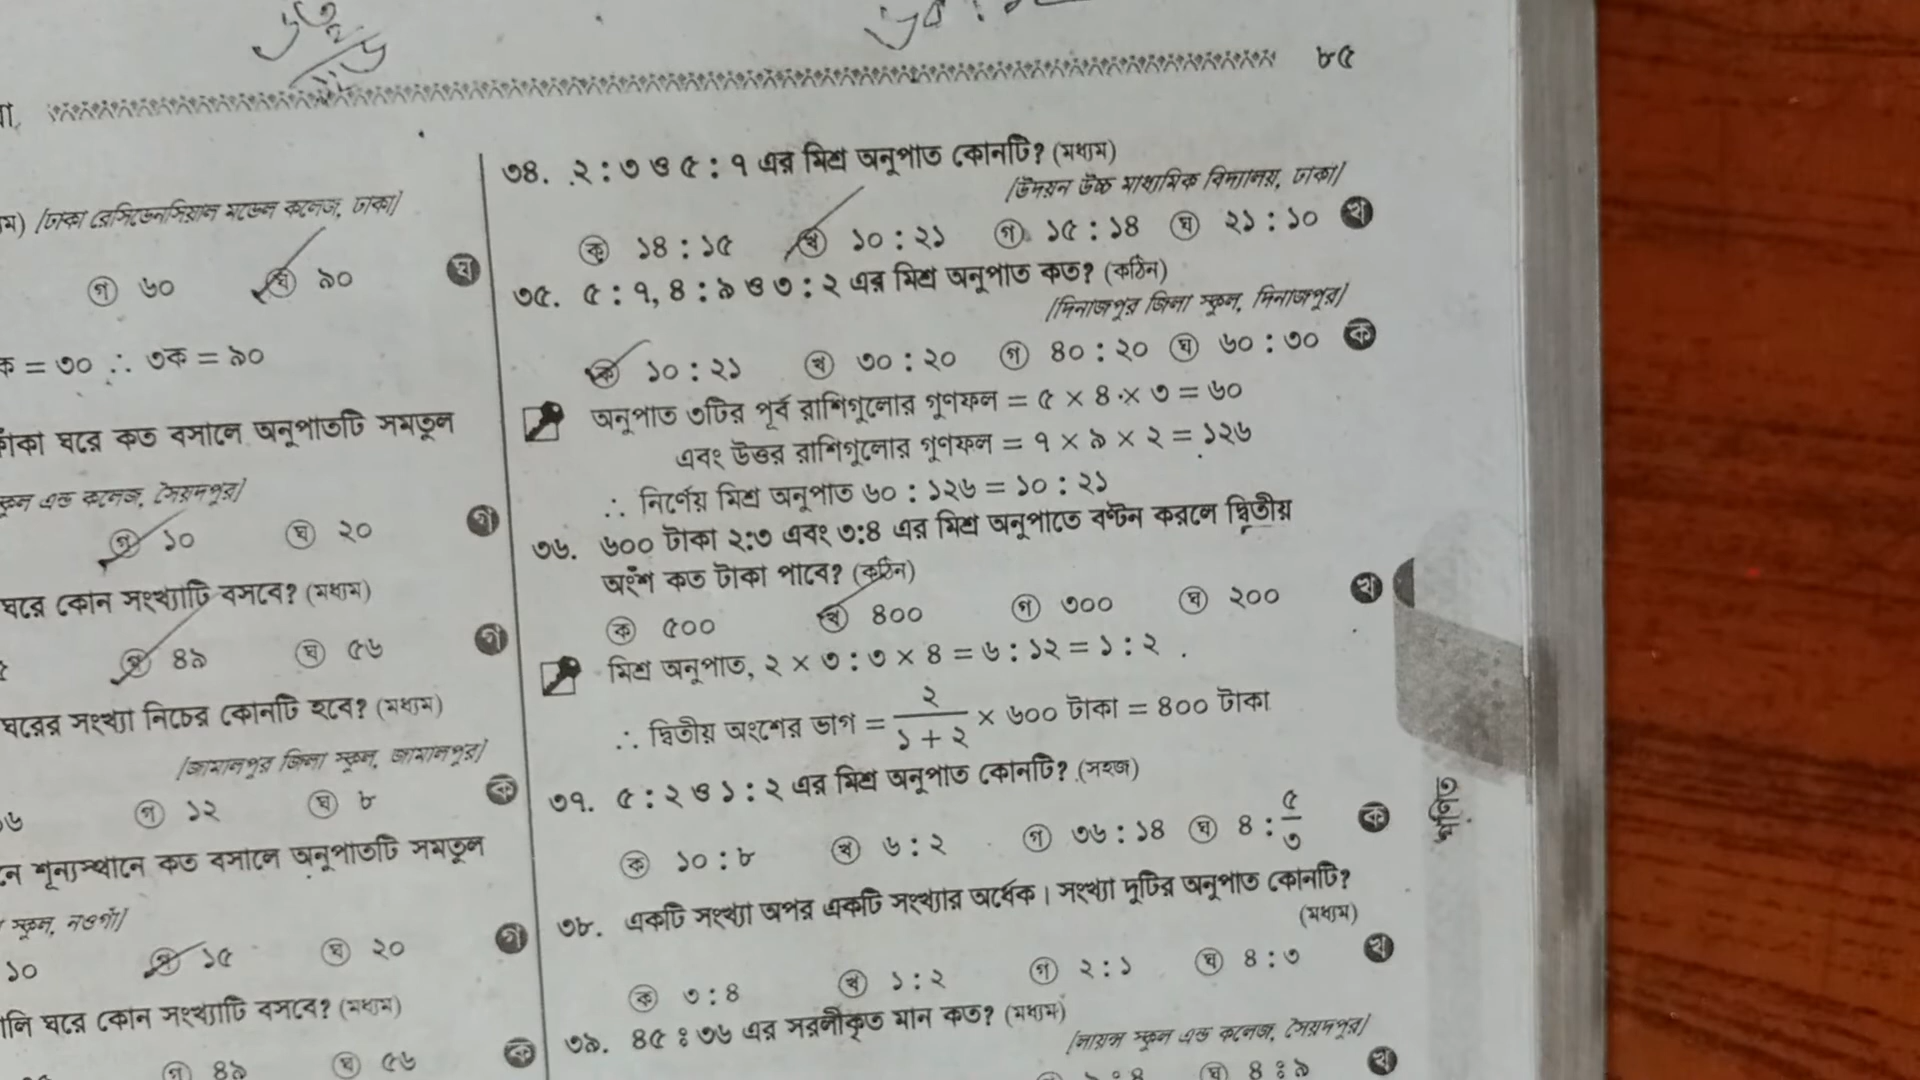 ৮৫
ম) [ঢাকা রেসিডেনসিয়াল মডেল কলেজ, ঢাকা]
গ ৬০ ঘ ৯০ ঘ
ক = ৩০ ∴ ৩ক = ৯০
ফাঁকা ঘরে কত বসালে অনুপাতটি সমতুল
স্কুল এন্ড কলেজ, সৈয়দপুর]
গ ১০ ঘ ২০ গ
ঘরে কোন সংখ্যাটি বসবে? (মধ্যম)
গ ৪৯ ঘ ৫৬ গ
ঘরের সংখ্যা নিচের কোনটি হবে? (মধ্যম)
[জামালপুর জিলা স্কুল, জামালপুর]
১৬ গ ১২ ঘ ৮ ক
নে শূন্যস্থানে কত বসালে অনুপাতটি সমতুল
স্কুল, নওগাঁ]
১০ গ ১৫ ঘ ২০ গ
খালি ঘরে কোন সংখ্যাটি বসবে? (মধ্যম)
গ ৪৯ ঘ ৫৬ ক
৩৪. ২ : ৩ ও ৫ : ৭ এর মিশ্র অনুপাত কোনটি? (মধ্যম)
[উদয়ন উচ্চ মাধ্যমিক বিদ্যালয়, ঢাকা]
ক ১৪ : ১৫ খ ১০ : ২১ গ ১৫ : ১৪ ঘ ২১ : ১০ খ
৩৫. ৫ : ৭, ৪ : ৯ ও ৩ : ২ এর মিশ্র অনুপাত কত? (কঠিন)
[দিনাজপুর জিলা স্কুল, দিনাজপুর]
ক ১০ : ২১ খ ৩০ : ২০ গ ৪০ : ২০ ঘ ৬০ : ৩০ ক
অনুপাত ৩টির পূর্ব রাশিগুলোর গুণফল = ৫ × ৪ × ৩ = ৬০
এবং উত্তর রাশিগুলোর গুণফল = ৭ × ৯ × ২ = ১২৬
∴ নির্ণেয় মিশ্র অনুপাত ৬০ : ১২৬ = ১০ : ২১
৩৬. ৬০০ টাকা ২:৩ এবং ৩:৪ এর মিশ্র অনুপাতে বণ্টন করলে দ্বিতীয়
অংশ কত টাকা পাবে? (কঠিন)
ক ৫০০ খ ৪০০ গ ৩০০ ঘ ২০০ খ
মিশ্র অনুপাত, ২ × ৩ : ৩ × ৪ = ৬ : ১২ = ১ : ২
∴ দ্বিতীয় অংশের ভাগ = ২/(১ + ২) × ৬০০ টাকা = ৪০০ টাকা
৩৭. ৫ : ২ ও ১ : ২ এর মিশ্র অনুপাত কোনটি? (সহজ)
ক ১০ : ৮ খ ৬ : ২ গ ৩৬ : ১৪ ঘ ৪ : ৫/৩ ক
৩৮. একটি সংখ্যা অপর একটি সংখ্যার অর্ধেক। সংখ্যা দুটির অনুপাত কোনটি?
(মধ্যম)
ক ৩ : ৪ খ ১ : ২ গ ২ : ১ ঘ ৪ : ৩ খ
৩৯. ৪৫ ঃ ৩৬ এর সরলীকৃত মান কত? (মধ্যম)
[লায়ন্স স্কুল এন্ড কলেজ, সৈয়দপুর]
ঘ ৪ ঃ ৯ খ
গণিত